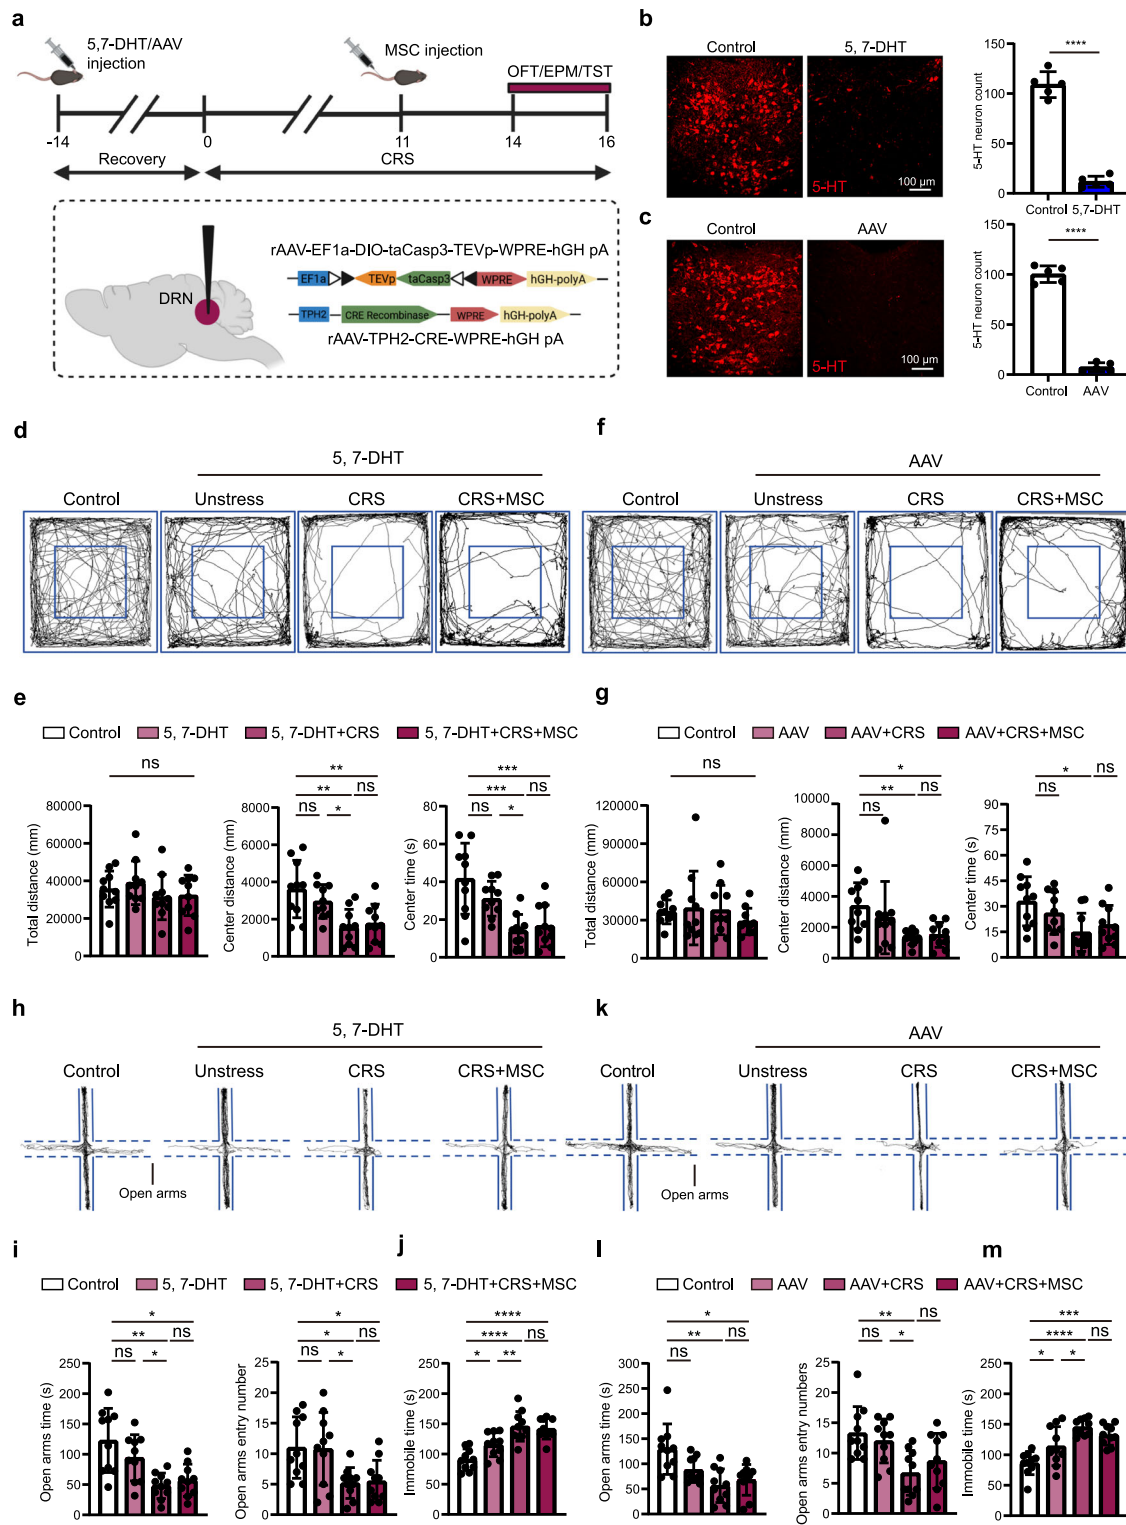 a
5,7-DHT/AAV
injection
MSC injection
OFT/EPM/TST
-14
0
11
14
16
Recovery
CRS
DRN
rAAV-EF1a-DIO-taCasp3-TEVp-WPRE-hGH pA
EF1a
TEVp
taCasp3
WPRE
hGH-polyA
TPH2
CRE Recombinase
WPRE
hGH-polyA
rAAV-TPH2-CRE-WPRE-hGH pA
b
Control
5, 7-DHT
5-HT
100 µm
5-HT neuron count
150
100
50
0
****
Control 5,7-DHT
c
Control
AAV
5-HT
100 µm
5-HT neuron count
150
100
50
0
****
Control AAV
d
5, 7-DHT
Control Unstress CRS CRS+MSC
f
AAV
Control Unstress CRS CRS+MSC
e
Control 5, 7-DHT 5, 7-DHT+CRS 5, 7-DHT+CRS+MSC
ns
Total distance (mm)
80000
60000
40000
20000
0
**
** ns
ns *
Center distance (mm)
8000
6000
4000
2000
0
***
*** ns
ns *
Center time (s)
80
60
40
20
0
g
Control AAV AAV+CRS AAV+CRS+MSC
ns
Total distance (mm)
120000
90000
60000
30000
0
*
** ns
ns
Center distance (mm)
10000
8000
6000
4000
2000
0
* ns
ns
Center time (s)
90
75
60
45
30
15
0
h
5, 7-DHT
Control Unstress CRS CRS+MSC
Open arms
k
AAV
Control Unstress CRS CRS+MSC
Open arms
i
j
Control 5, 7-DHT 5, 7-DHT+CRS 5, 7-DHT+CRS+MSC
*
** ns
ns *
Open arms time (s)
250
200
150
100
50
0
*
* ns
ns *
Open arms entry number
25
20
15
10
5
0
****
**** ns
* **
Immobile time (s)
250
200
150
100
50
0
l
m
Control AAV AAV+CRS AAV+CRS+MSC
*
** ns
ns
Open arms time (s)
300
250
200
150
100
50
0
** ns
ns *
Open arms entry numbers
25
20
15
10
5
0
***
**** ns
* *
Immobile time (s)
250
200
150
100
50
0